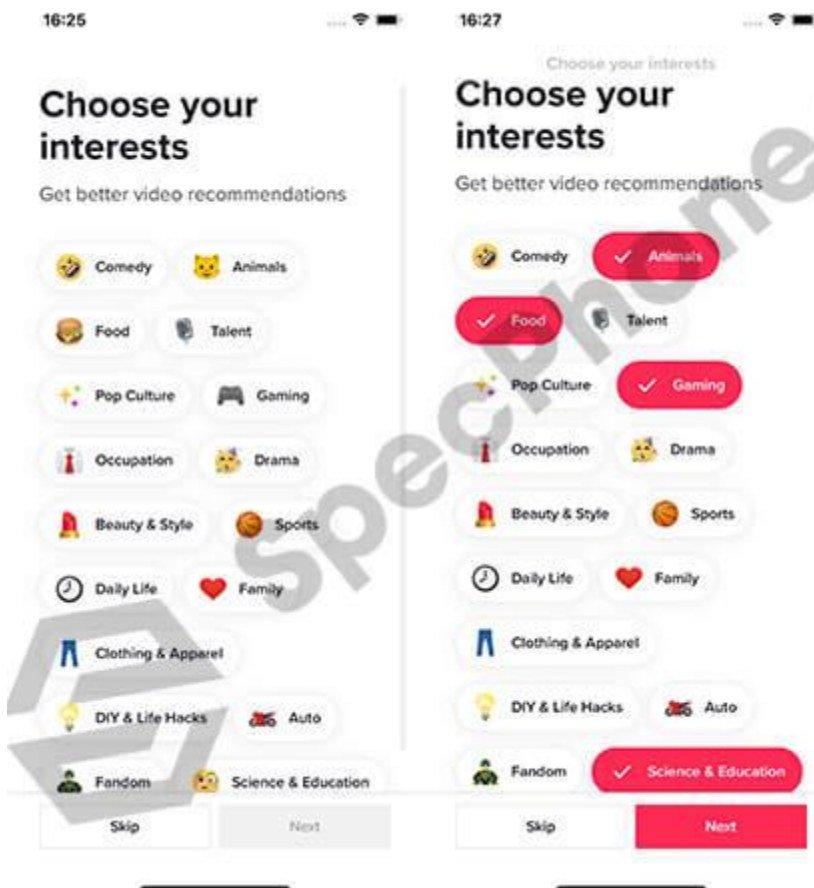 16:25
Choose your
interests
Get better video recommendations
Comedy Animals
Food Talent
Pop Culture Gaming
Occupation Drama
Beauty & Style Sports
Daily Life Family
Clothing & Apparel
DIY & Life Hacks Auto
Fandom Science & Education
Skip Next
16:27
Choose your interests
Choose your
interests
Get better video recommendations
Comedy Animals
Food Talent
Pop Culture Gaming
Occupation Drama
Beauty & Style Sports
Daily Life Family
Clothing & Apparel
DIY & Life Hacks Auto
Fandom Science & Education
Skip Next
SpecPhone